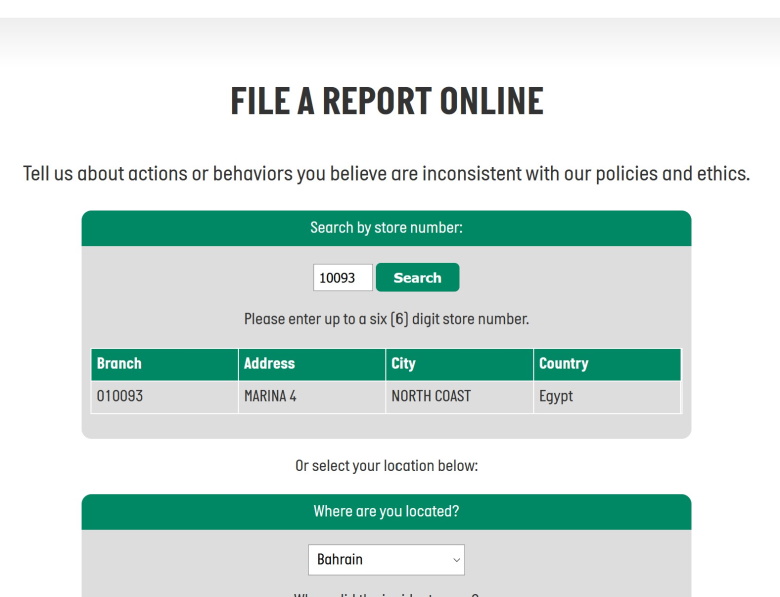 FILE A REPORT ONLINE
Tell us about actions or behaviors you believe are inconsistent with our policies and ethics.
Search by store number:
10093 Search
Please enter up to a six (6) digit store number.
Branch Address City Country
010093 MARINA 4 NORTH COAST Egypt
Or select your location below:
Where are you located?
Bahrain